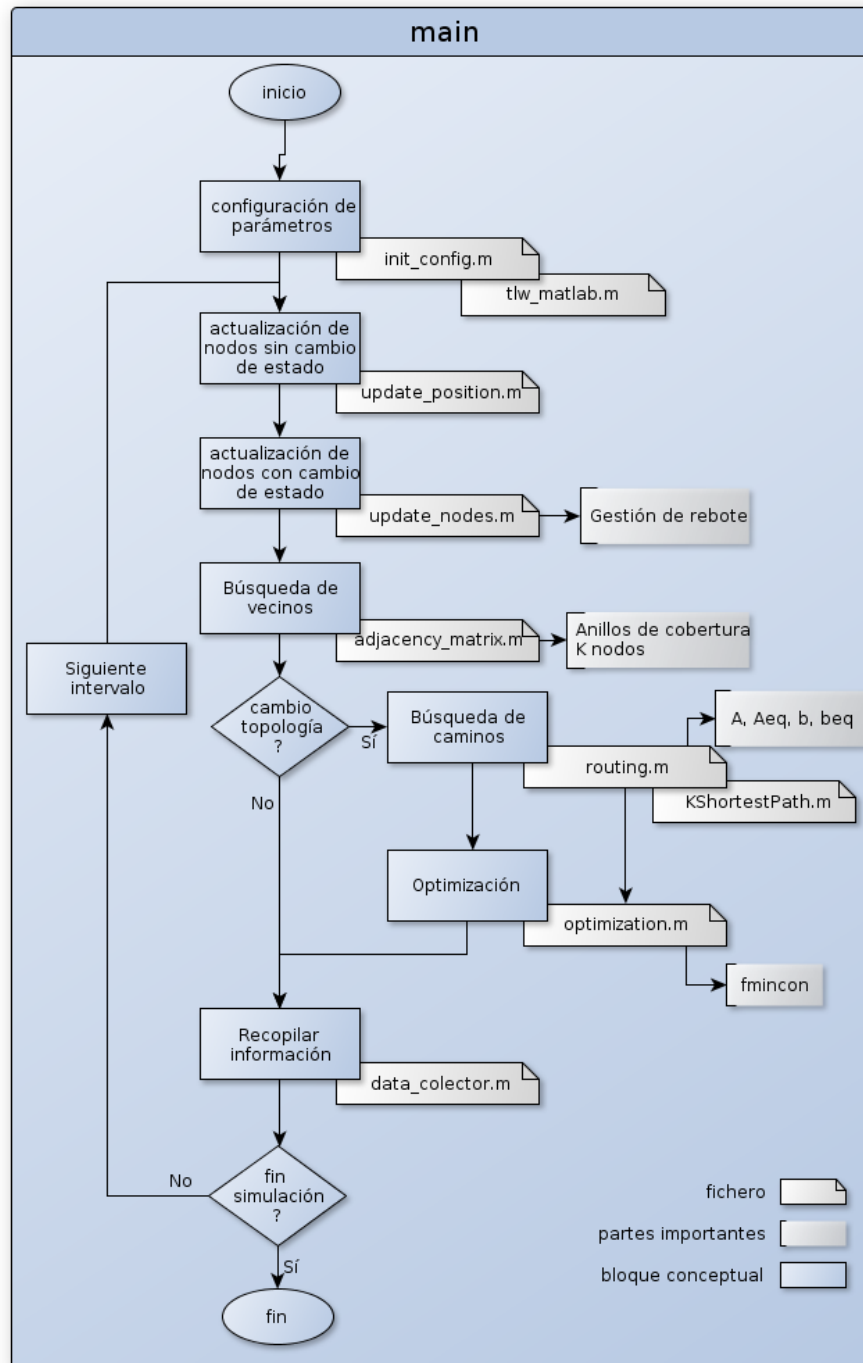 main
inicio
configuración de
parámetros
init_config.m
tlw_matlab.m
actualización de
nodos sin cambio
de estado
update_position.m
actualización de
nodos con cambio
de estado
update_nodes.m
Gestión de rebote
Búsqueda de
vecinos
adjacency_matrix.m
Anillos de cobertura
K nodos
Siguiente
intervalo
cambio
topología
?
Sí
No
Búsqueda de
caminos
A, Aeq, b, beq
routing.m
KShortestPath.m
Optimización
optimization.m
fmincon
Recopilar
información
data_colector.m
No
fin
simulación
?
Sí
fin
fichero
partes importantes
bloque conceptual